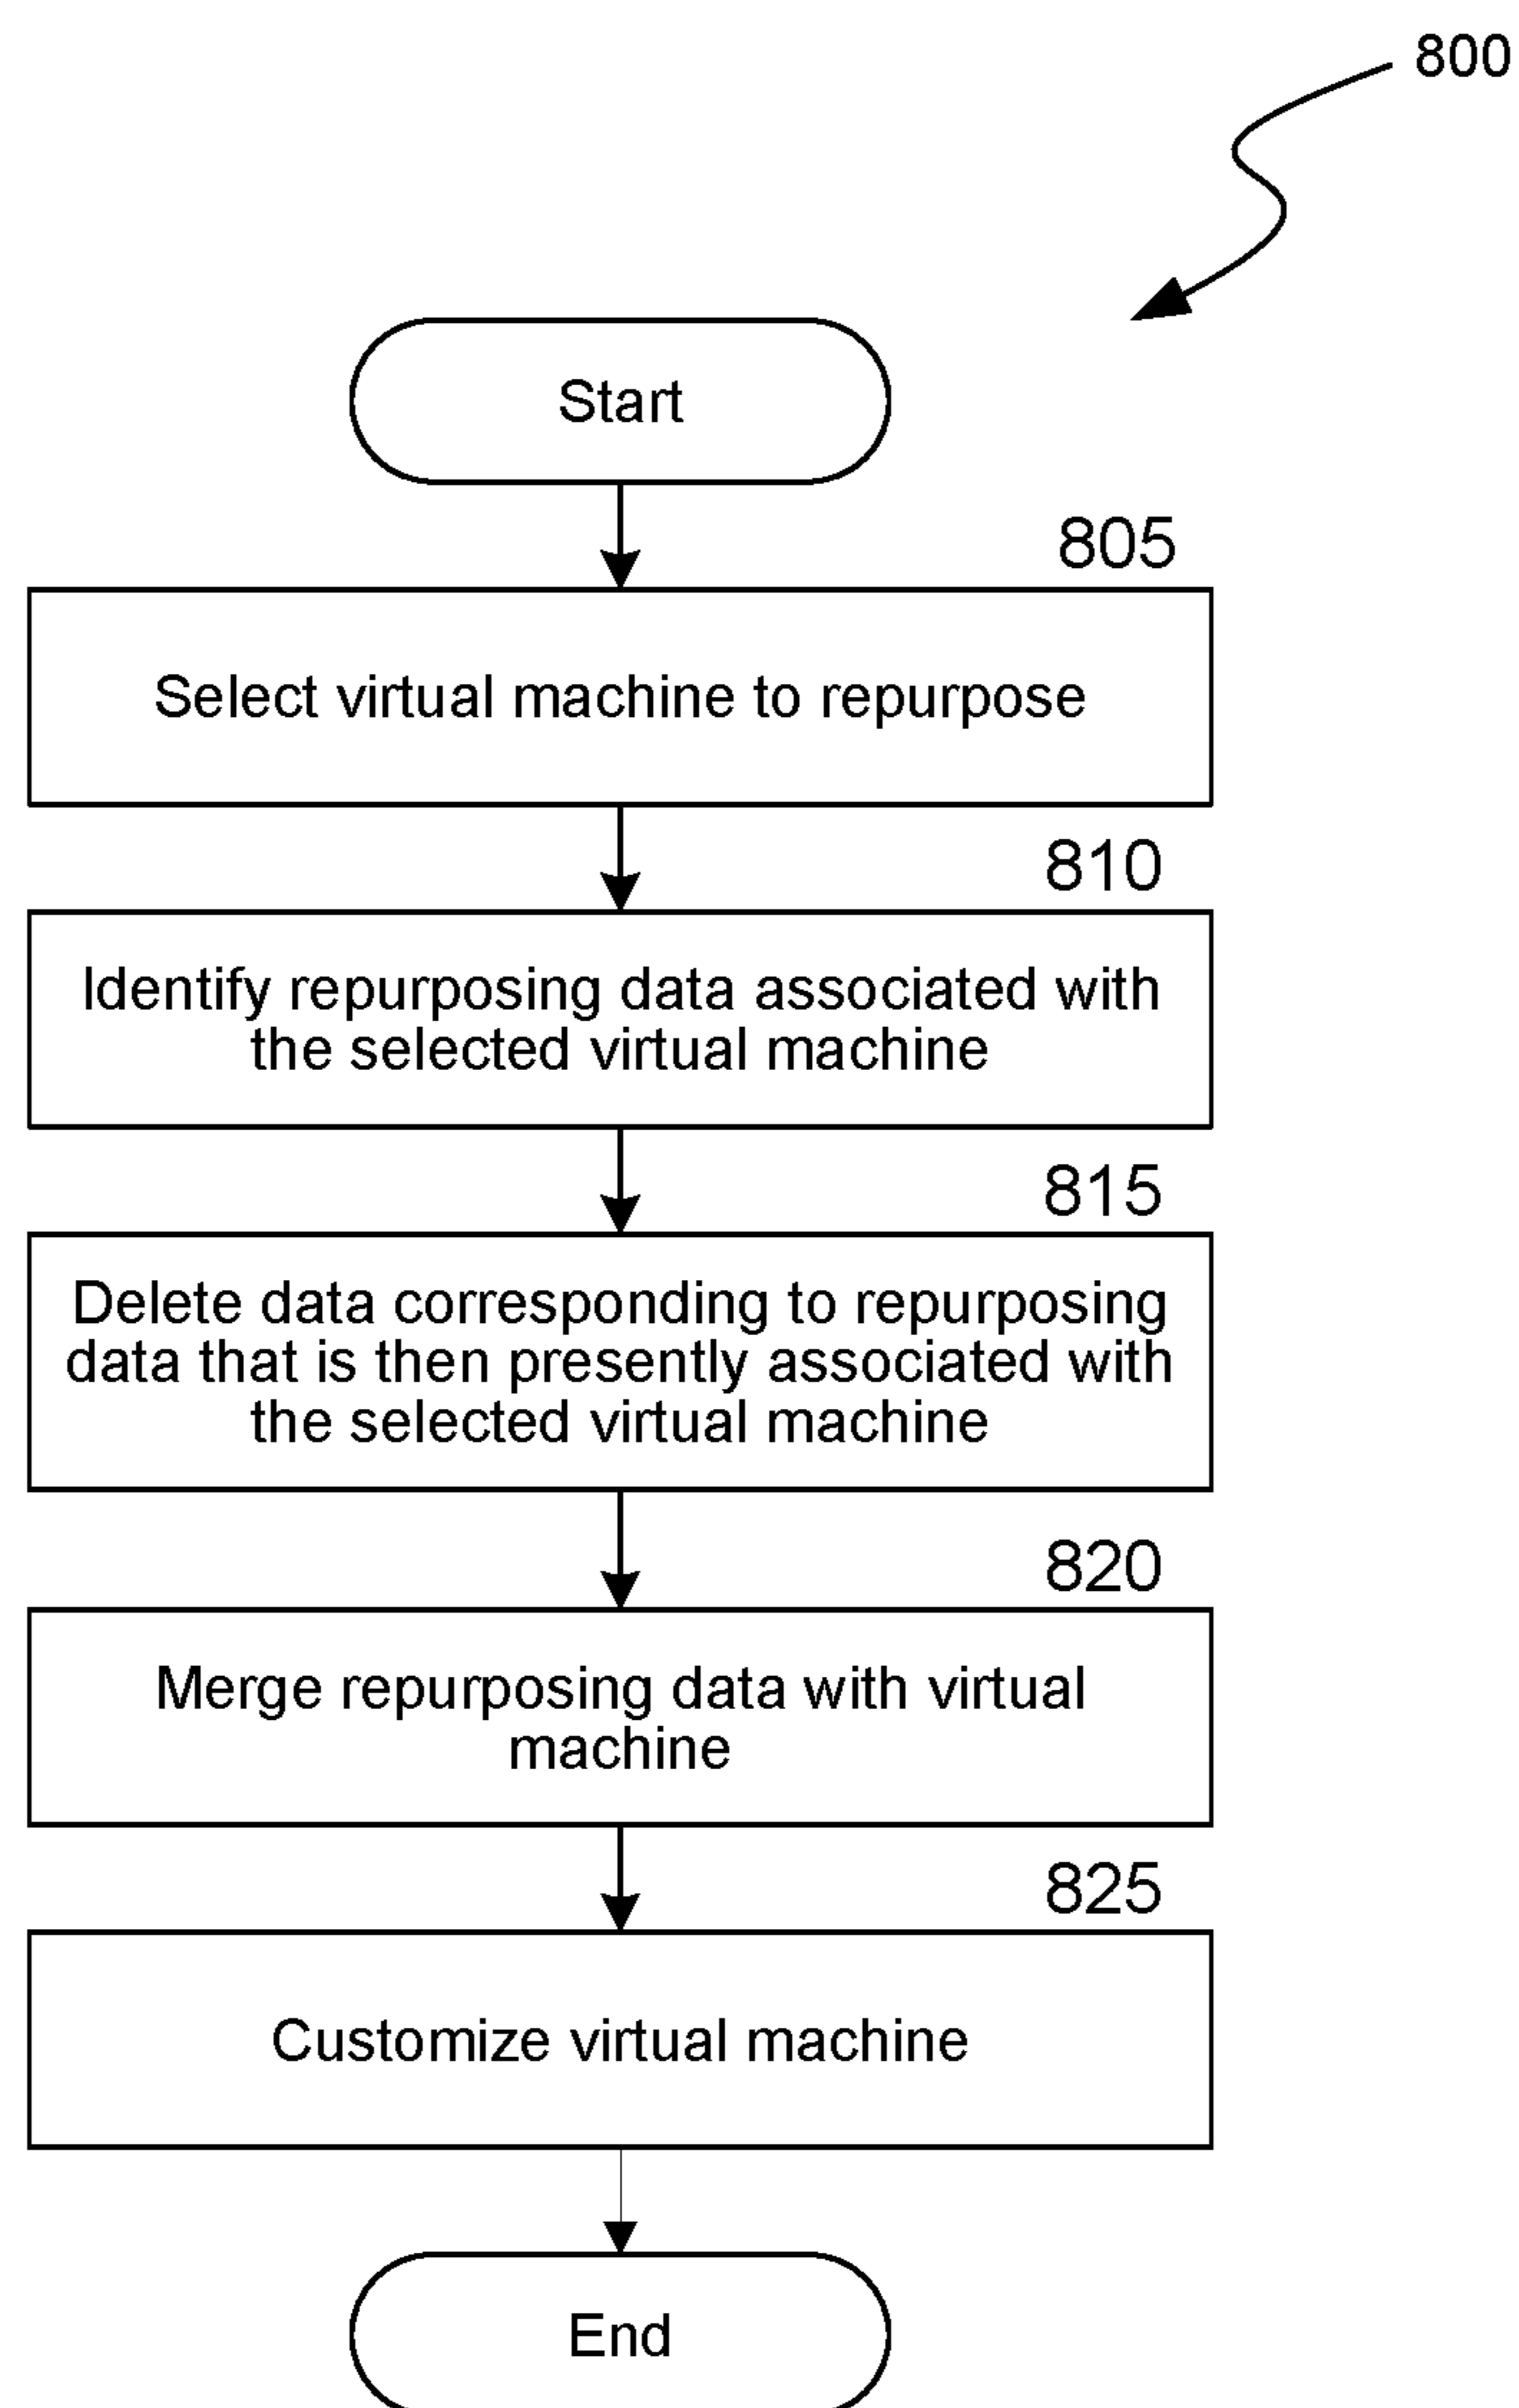 800
Start
805
Select virtual machine to repurpose
810
Identify repurposing data associated with
the selected virtual machine
815
Delete data corresponding to repurposing
data that is then presently associated with
the selected virtual machine
820
Merge repurposing data with virtual
machine
825
Customize virtual machine
End